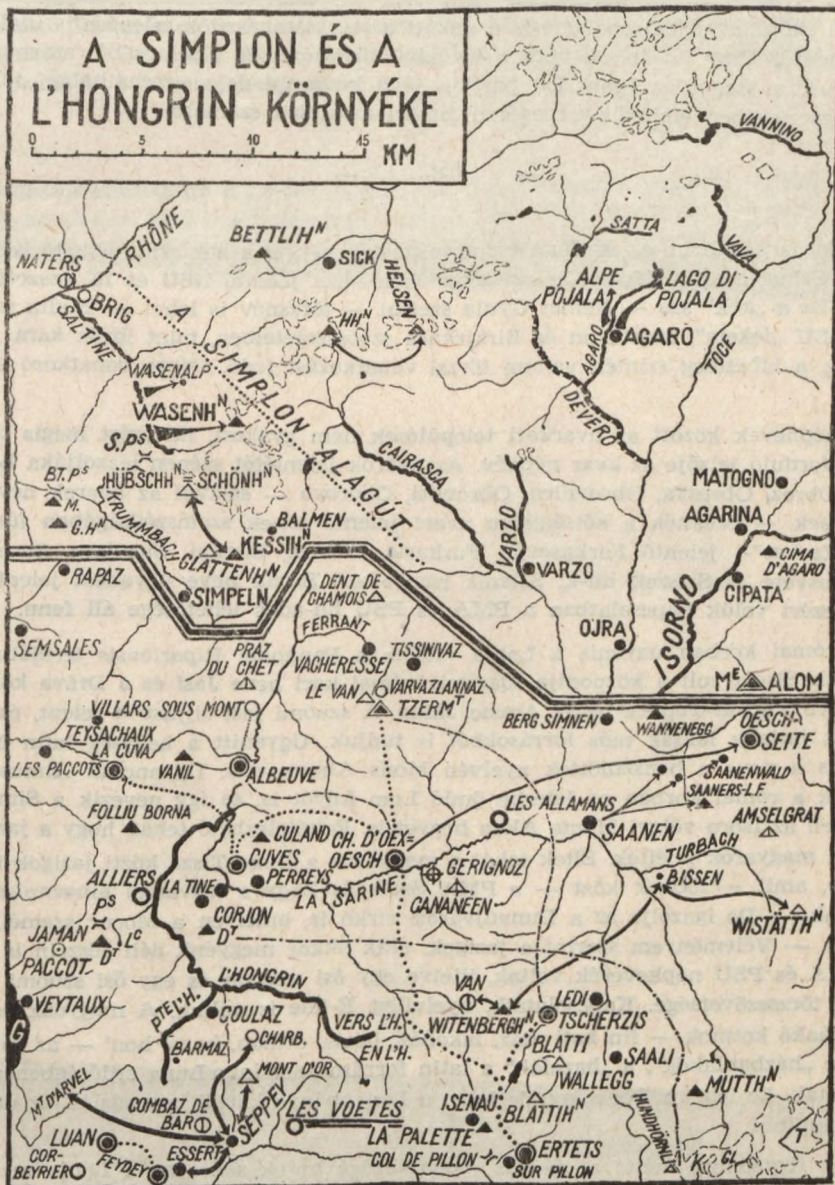 A SIMPLON ÉS A
L'HONGRIN KÖRNYÉKE
0 5 10 15
KM
VANNINO
RHÔNE
BETTLIHᴺ
SICK
SATTA
VAVA
NATERS
BRIG
SALTINE
HELSEN
ALPE
POJALA
LAGO DI
POJALA
A SIMPLON ALAGUT
HHᴺ
AGARO
AGARO
TOCE
WASENALP
WASENHᴺ
DEVERO
S.Pˢ
CAIRASCA
BT.Pˢ
HÜBSCHHᴺ = SCHÖNHᴺ
MATOGNO
M.
G.Hᴺ
KRUMMBACH
BALMEN
AGARINA
KESSIHᴺ
GLATTENHᴺ
VARZO
VARZO
CIMA
D'AGARO
RAPAZ
SIMPELN
DENT DE
CHAMOIS
CIPATA
FERRANT
ISORNO
SEMSALES
PRAZ
DU CHET
VACHERESSE
TISSINIVAZ
OJRA
LE VAN
VARVAZLANNAZ
TZERMᵀ
Mᴱ ALOM
VILLARS SOUS MONT
BERG SIMNEN
WANNENEGG
OESCH-
SEITE
TEYSACHAUX
LA CUVA
LES PACCOTS
VANIL
ALBEUVE
SAANENWALD
SAANERS-L.F.
FOLLIU BORNA
CULAND
CH. D'OEX=
OESCH
LES ALLAMANS
SAANEN
AMSELGRAT
CUVES
PERREYS
GÉRIGNOZ
TURBACH
ALLIERS
LA TINE
LA SARINE
CANANÉEN
BISSEN
Pˢ
CORJON
Dᵀ
WISTÄTTHᴺ
JAMAN
Dᵀ
Lᶜ
PACCOT
L'HONGRIN
VAN
LEDI
VEYTAUX
Pᵀᴱ L'H.
COULAZ
VERS L'H.
WITENBERGHᴺ
TSCHERZIS
G
CHARB.
EN L'H.
BLATTI
SAALI
BARMAZ
MONT D'OR
WALLEGG
Mᵀ D'ARVEL
COMBAZ DE
BAR
SEPPEY
LES VOETES
ISENAU
BLATTIHᴺ
MUTTHᴺ
LUAN
LA PALETTE
HUNDHÖRNLI
COR-
BEYRIER
FEYDEY
ESSERT
COL DE PILLON
ERTETS
SUR PILLON
GL.
T